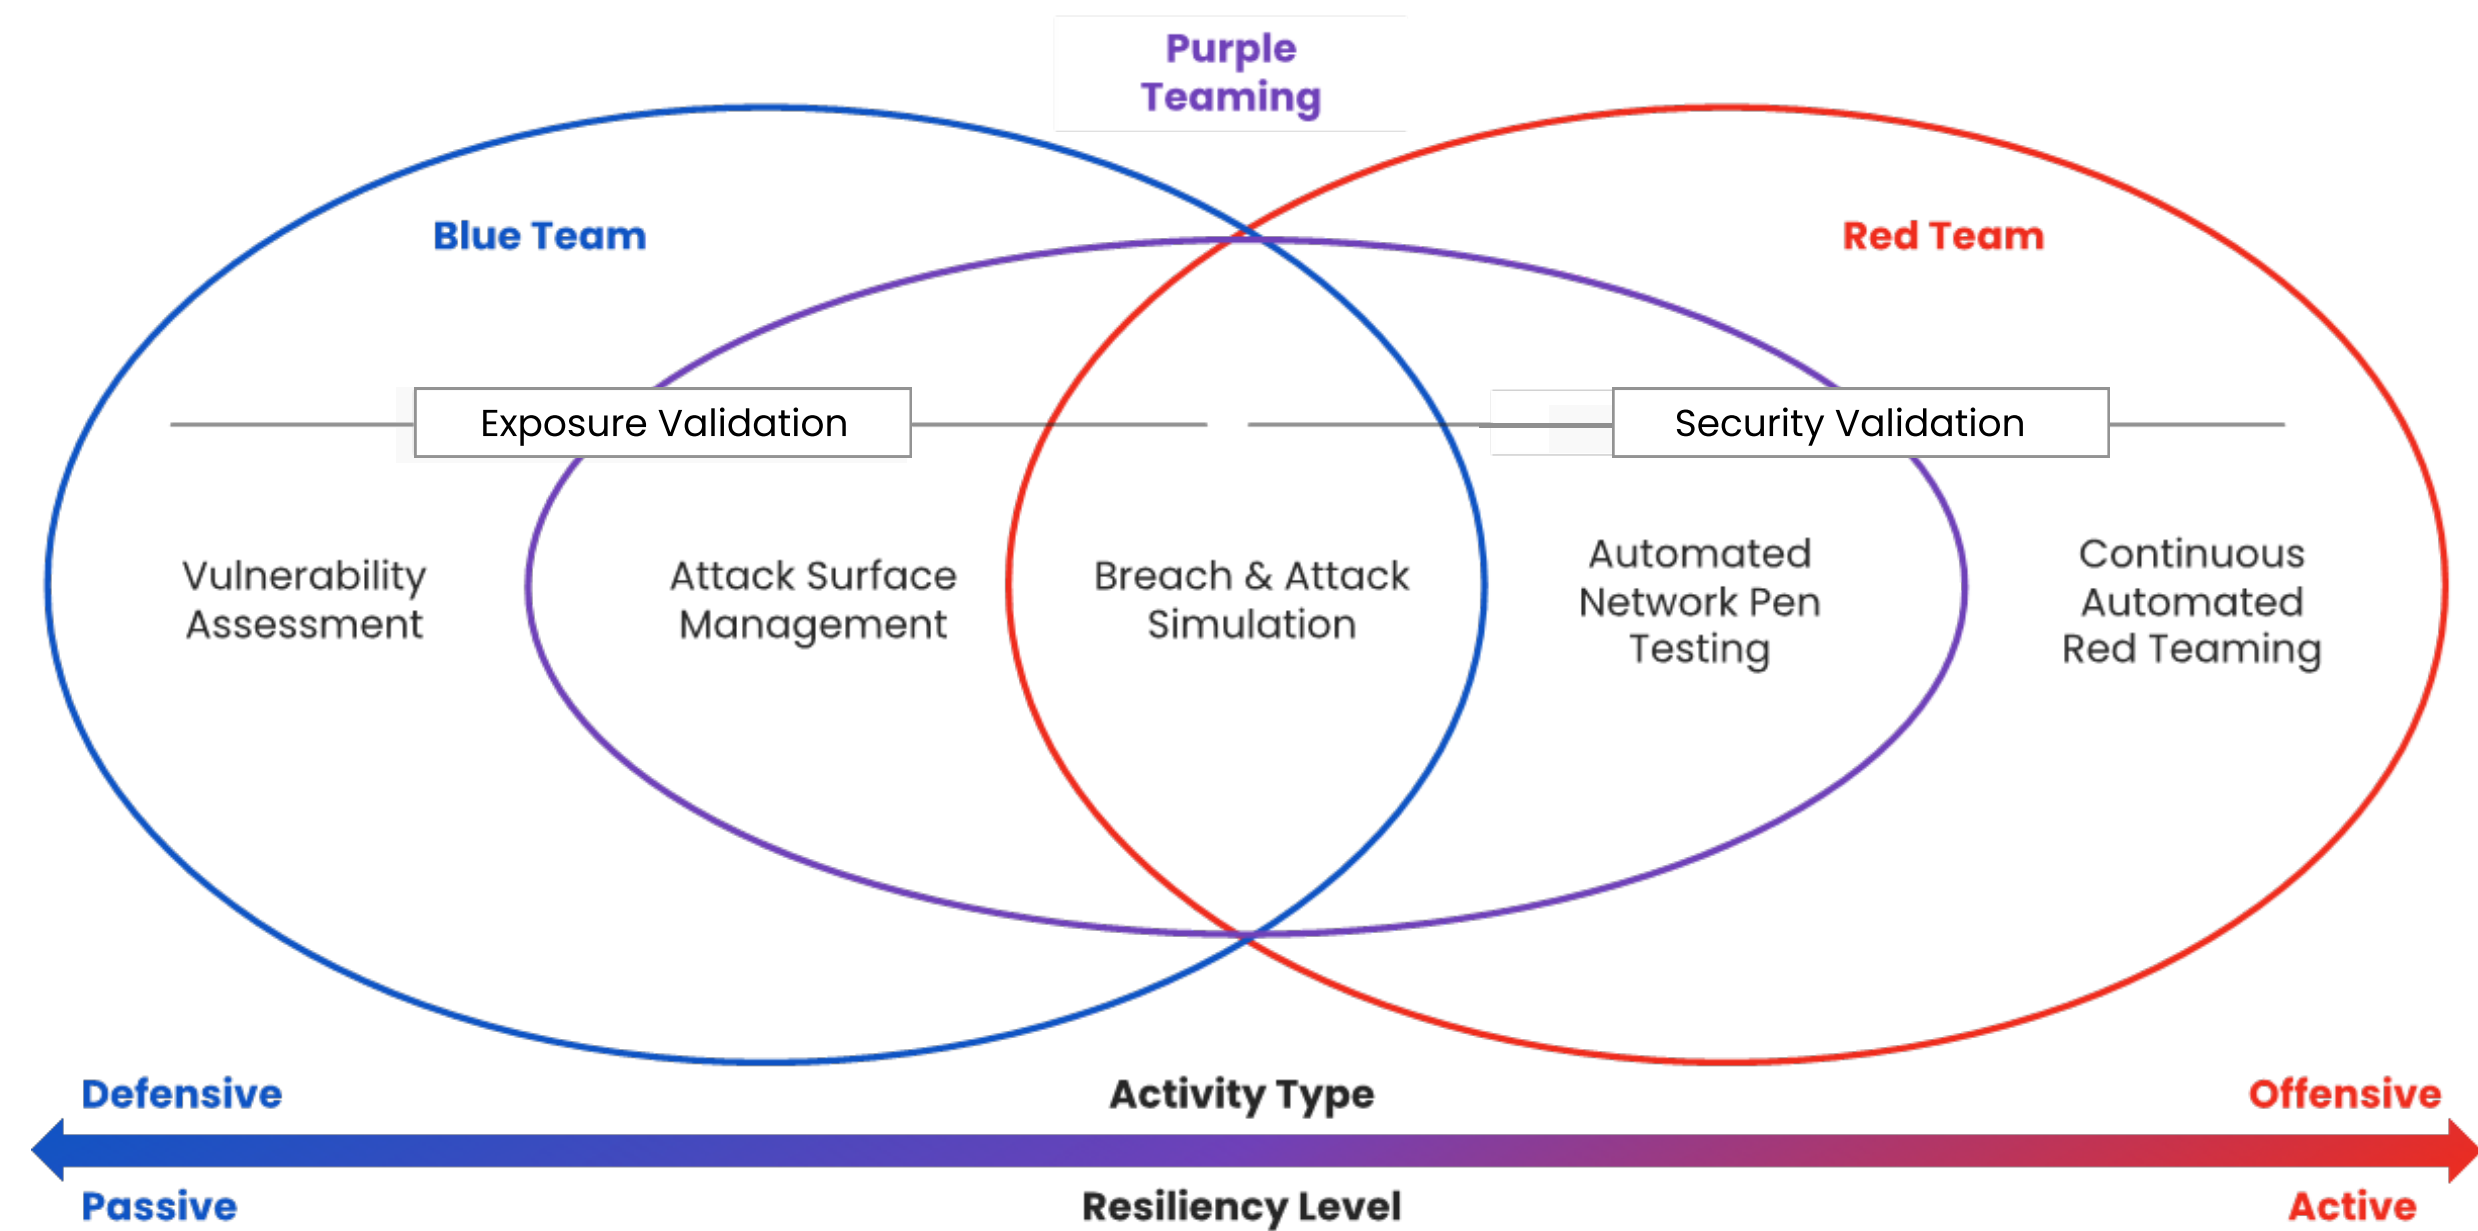 Purple
Teaming
Blue Team
Red Team
Exposure Validation
Security Validation
Vulnerability
Assessment
Attack Surface
Management
Breach & Attack
Simulation
Automated
Network Pen
Testing
Continuous
Automated
Red Teaming
Defensive
Activity Type
Offensive
Passive
Resiliency Level
Active